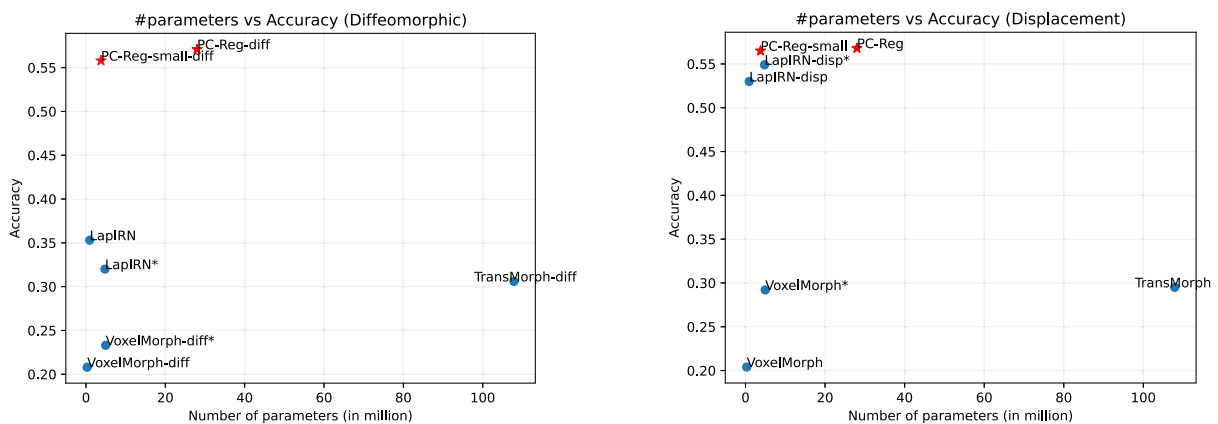 #parameters vs Accuracy (Diffeomorphic)
PC-Reg-diff
PC-Reg-small-diff
0.55
0.50
0.45
0.40
0.35
0.30
0.25
0.20
Accuracy
LapIRN
LapIRN*
TransMorph-diff
VoxelMorph-diff*
VoxelMorph-diff
0 20 40 60 80 100
Number of parameters (in million)
#parameters vs Accuracy (Displacement)
PC-Reg-small
PC-Reg
LapIRN-disp*
LapIRN-disp
0.55
0.50
0.45
0.40
0.35
0.30
0.25
0.20
Accuracy
VoxelMorph*
TransMorph
VoxelMorph
0 20 40 60 80 100
Number of parameters (in million)